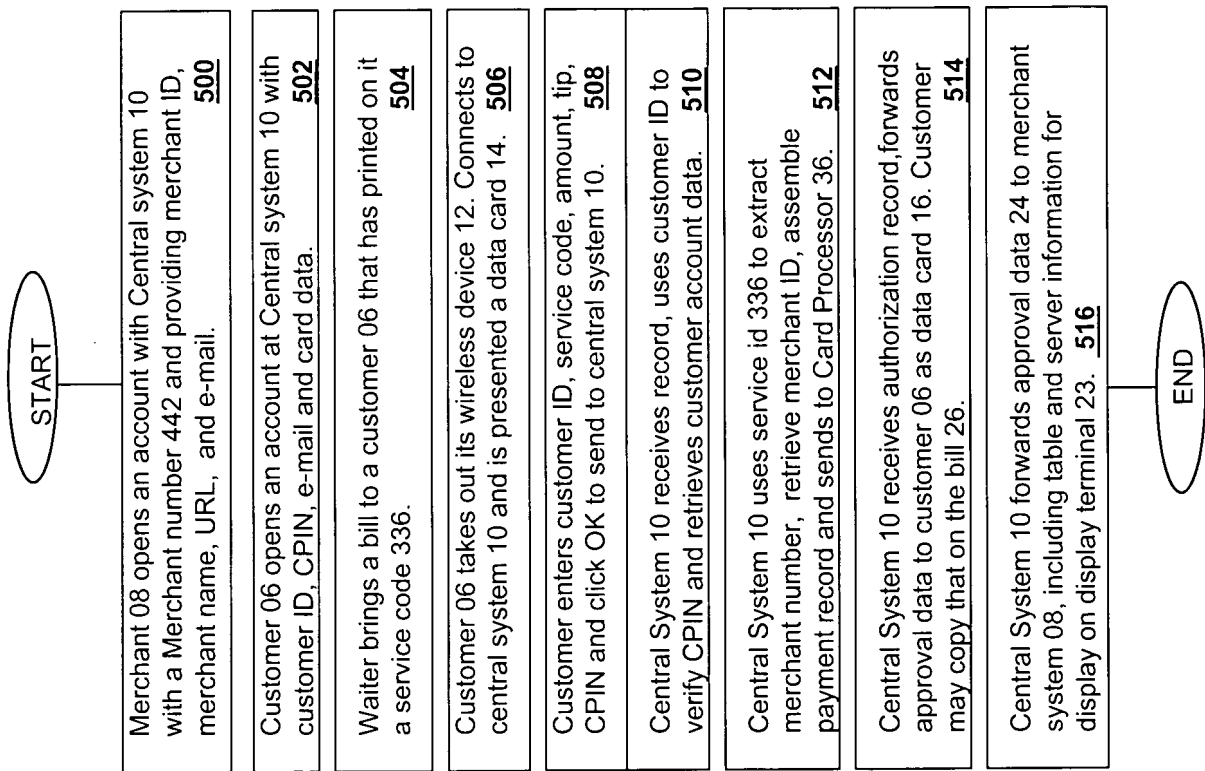 START
Merchant 08 opens an account with Central system 10
with a Merchant number 442 and providing merchant ID,
merchant name, URL, and e-mail. 500
Customer 06 opens an account at Central system 10 with
customer ID, CPIN, e-mail and card data. 502
Waiter brings a bill to a customer 06 that has printed on it
a service code 336. 504
Customer 06 takes out its wireless device 12. Connects to
central system 10 and is presented a data card 14. 506
Customer enters customer ID, service code, amount, tip,
CPIN and click OK to send to central system 10. 508
Central System 10 receives record, uses customer ID to
verify CPIN and retrieves customer account data. 510
Central System 10 uses service id 336 to extract
merchant number, retrieve merchant ID, assemble
payment record and sends to Card Processor 36. 512
Central System 10 receives authorization record,forwards
approval data to customer 06 as data card 16. Customer
may copy that on the bill 26. 514
Central System 10 forwards approval data 24 to merchant
system 08, including table and server information for
display on display terminal 23. 516
END